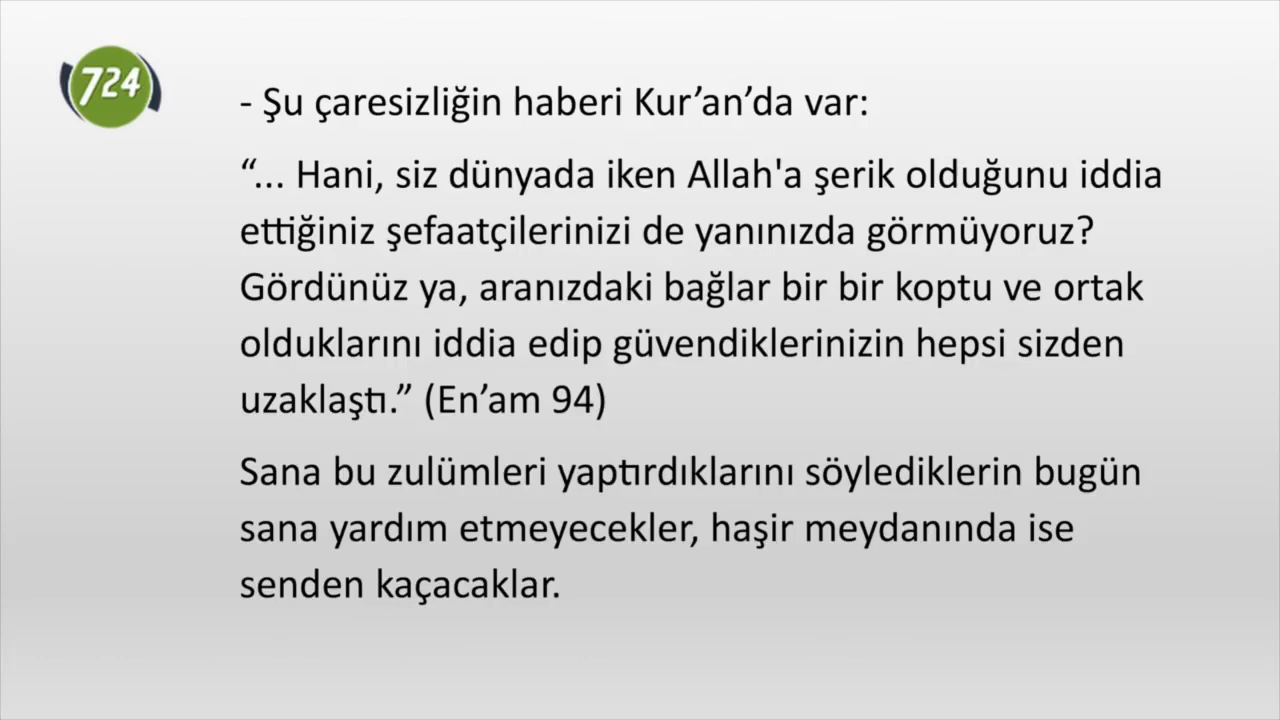 724
- Şu çaresizliğin haberi Kur’an’da var:
“... Hani, siz dünyada iken Allah'a şerik olduğunu iddia
ettiğiniz şefaatçilerinizi de yanınızda görmüyoruz?
Gördünüz ya, aranızdaki bağlar bir bir koptu ve ortak
olduklarını iddia edip güvendiklerinizin hepsi sizden
uzaklaştı.” (En’am 94)
Sana bu zulümleri yaptırdıklarını söylediklerin bugün
sana yardım etmeyecekler, haşir meydanında ise
senden kaçacaklar.